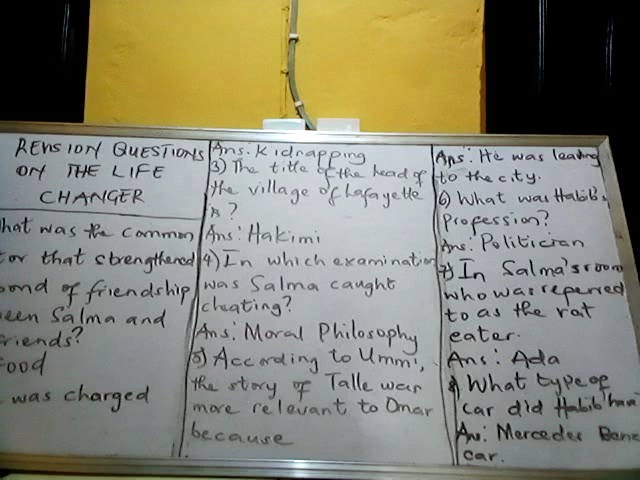 REVISION QUESTIONS
ON THE LIFE
CHANGER
hat was the common
tor that strengthened
ond of friendship
een Salma and
riends?
ood
was charged
Ans: Kidnapping
3) The title of the head of
the village of Lafayette
is?
Ans: Hakimi
4) In which examination
was Salma caught
cheating?
Ans: Moral Philosophy
5) According to Ummi,
the story of Talle was
more relevant to Omar
because
Ans: He was leaving
to the city.
6) What was Habib's
Profession?
Ans: Politician
7) In Salma's room
who was reperred
to as the rat
eater.
Ans: Ada
8) What type of
car did Habib
Ans: Mercedes Benz
car.